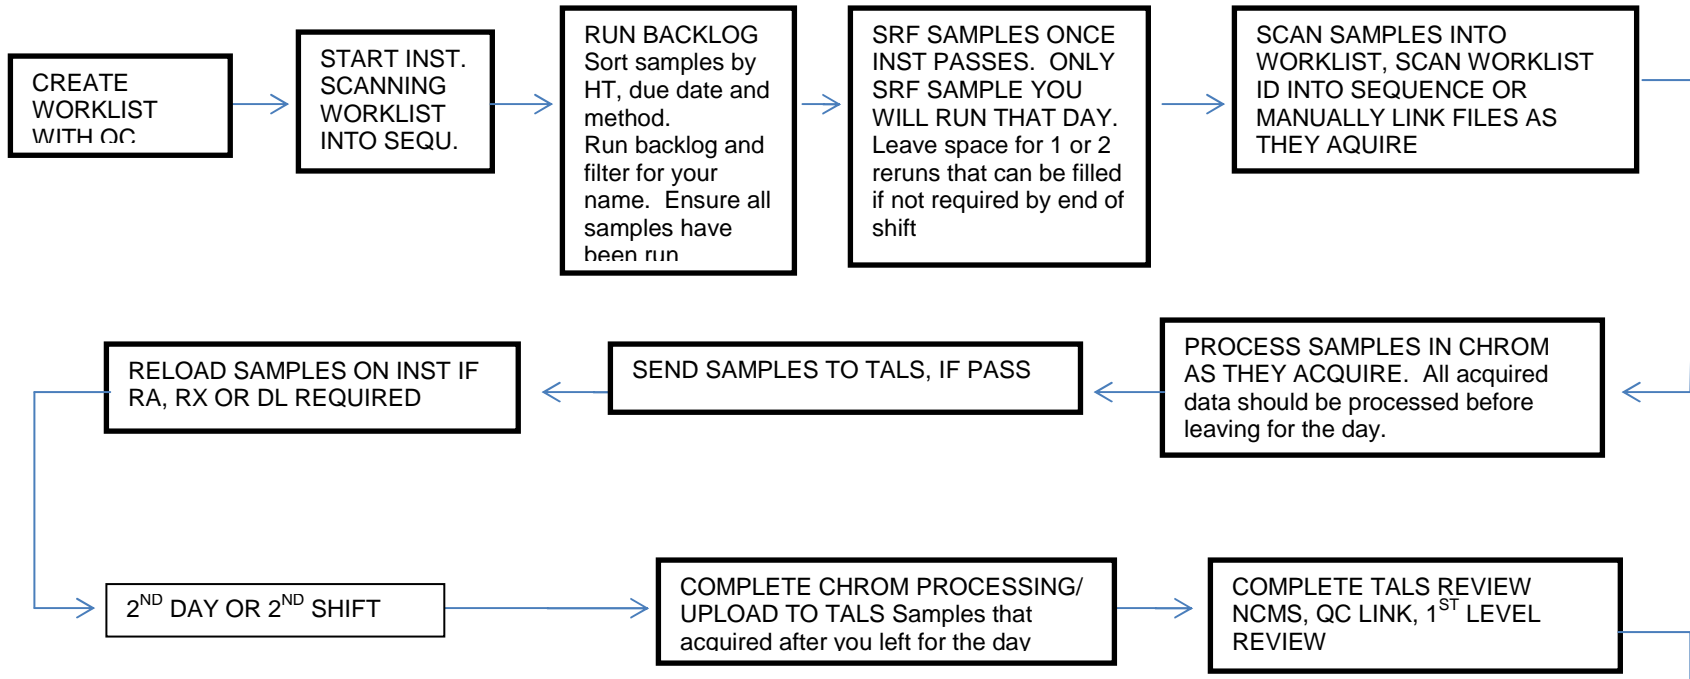 CREATE
WORKLIST
WITH QC
START INST.
SCANNING
WORKLIST
INTO SEQU.
RUN BACKLOG
Sort samples by
HT, due date and
method.
Run backlog and
filter for your
name.  Ensure all
samples have
been run
SRF SAMPLES ONCE
INST PASSES.  ONLY
SRF SAMPLE YOU
WILL RUN THAT DAY.
Leave space for 1 or 2
reruns that can be filled
if not required by end of
shift
SCAN SAMPLES INTO
WORKLIST, SCAN WORKLIST
ID INTO SEQUENCE OR
MANUALLY LINK FILES AS
THEY AQUIRE
PROCESS SAMPLES IN CHROM
AS THEY ACQUIRE.  All acquired
data should be processed before
leaving for the day.
SEND SAMPLES TO TALS, IF PASS
RELOAD SAMPLES ON INST IF
RA, RX OR DL REQUIRED
2ND DAY OR 2ND SHIFT
COMPLETE CHROM PROCESSING/
UPLOAD TO TALS Samples that
acquired after you left for the day
COMPLETE TALS REVIEW
NCMS, QC LINK, 1ST LEVEL
REVIEW